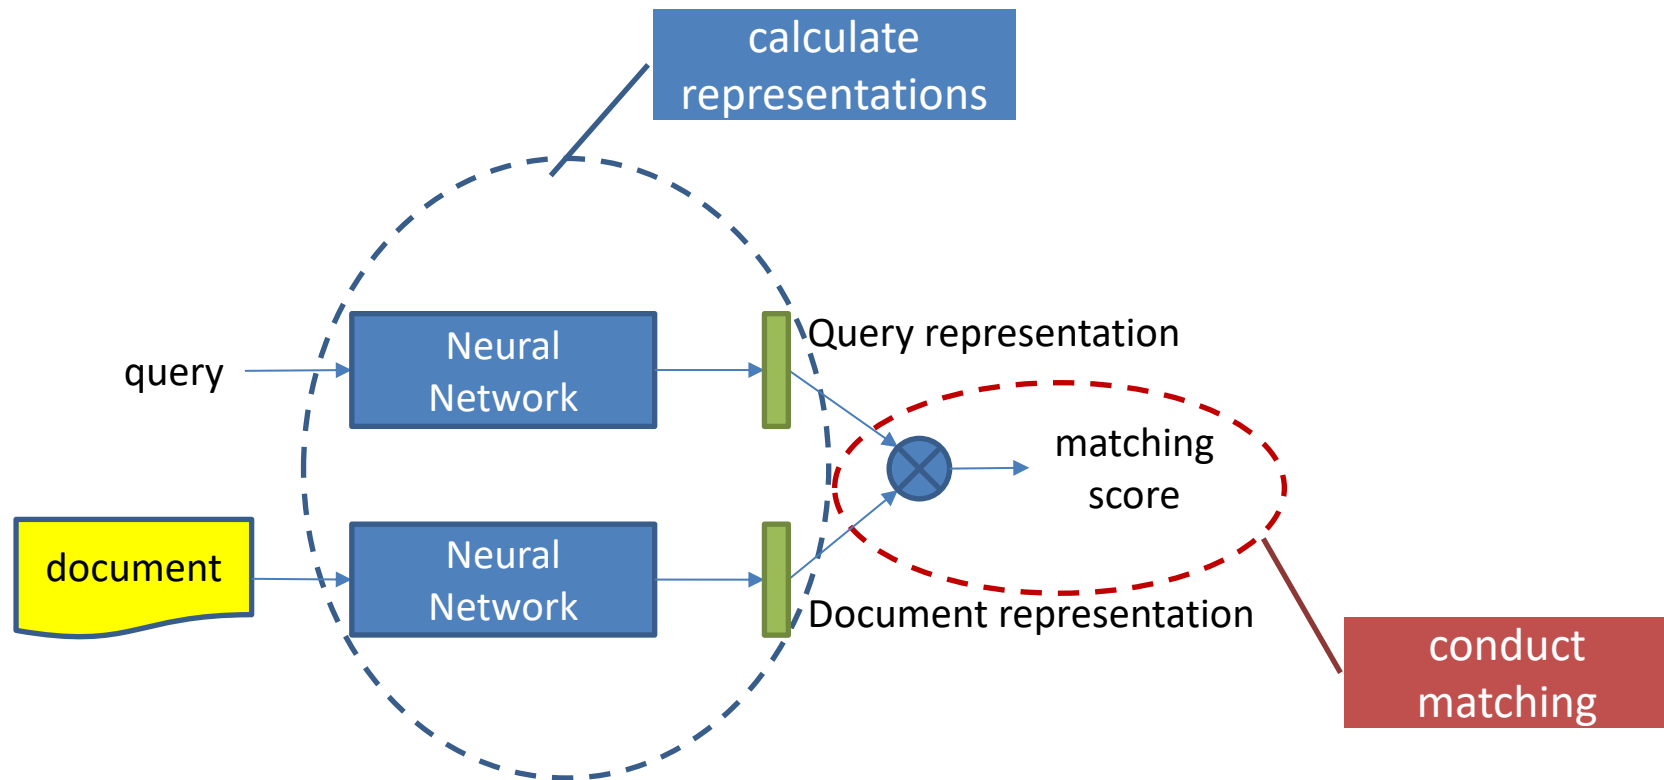 calculate
representations
Neural
Network
Query representation
query
matching
score
document
Neural
Network
Document representation
conduct
matching